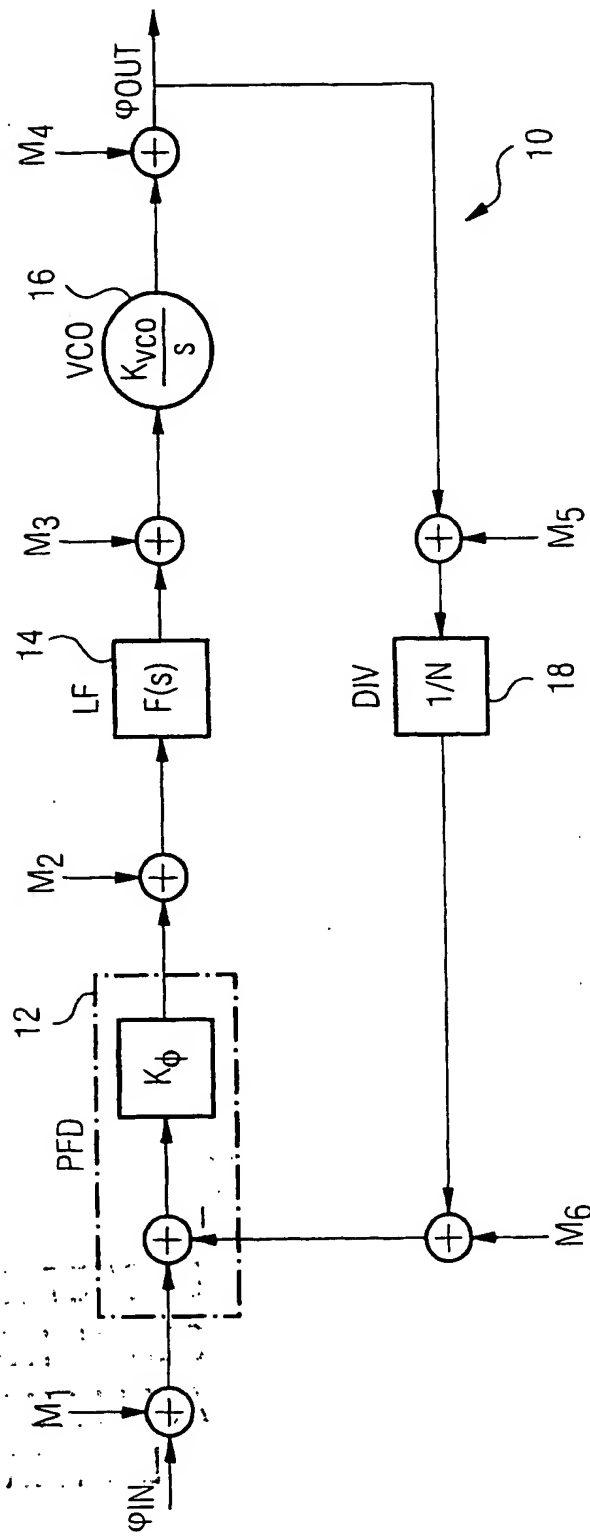 M₁
φIN
PFD
12
Kϕ
M₂
LF
14
F(s)
M₃
VCO
16
KVCO
s
M₄
φOUT
10
M₅
DIV
1/N
18
M₆